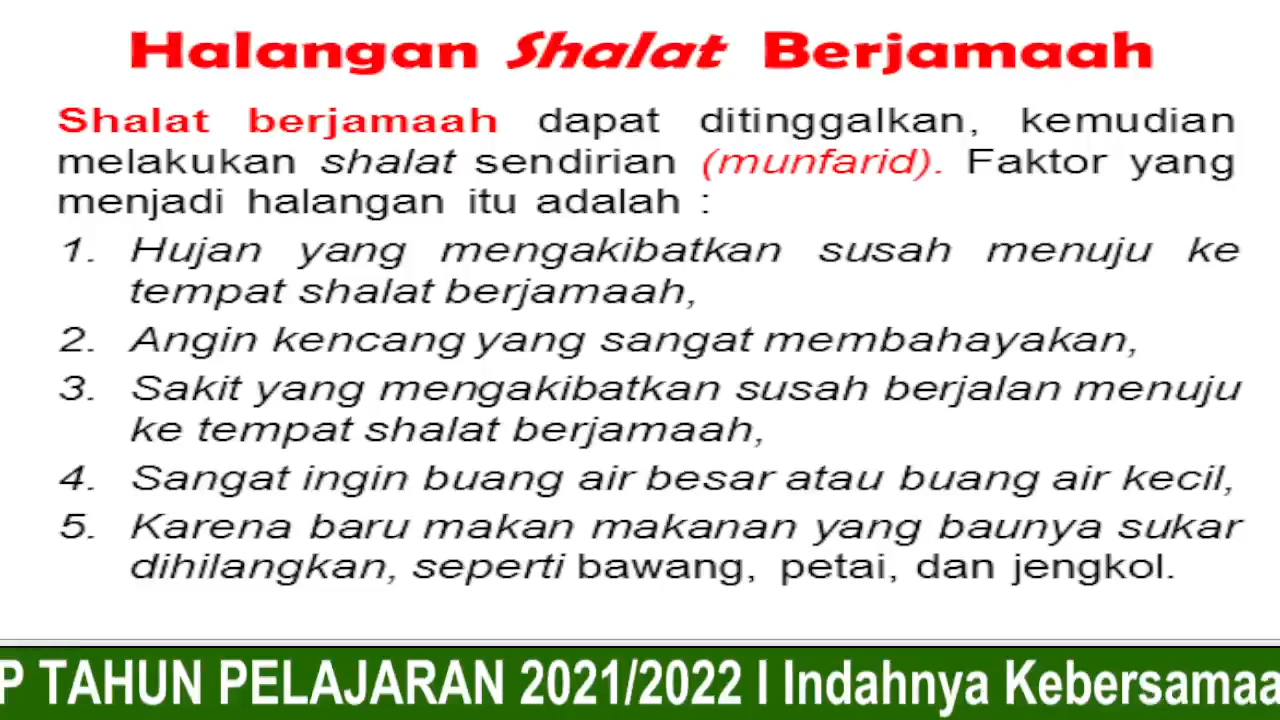 Halangan Shalat Berjamaah
Shalat berjamaah dapat ditinggalkan, kemudian
melakukan shalat sendirian (munfarid). Faktor yang
menjadi halangan itu adalah :
1. Hujan yang mengakibatkan susah menuju ke
tempat shalat berjamaah,
2. Angin kencang yang sangat membahayakan,
3. Sakit yang mengakibatkan susah berjalan menuju
ke tempat shalat berjamaah,
4. Sangat ingin buang air besar atau buang air kecil,
5. Karena baru makan makanan yang baunya sukar
dihilangkan, seperti bawang, petai, dan jengkol.
P TAHUN PELAJARAN 2021/2022 I Indahnya Kebersamaa